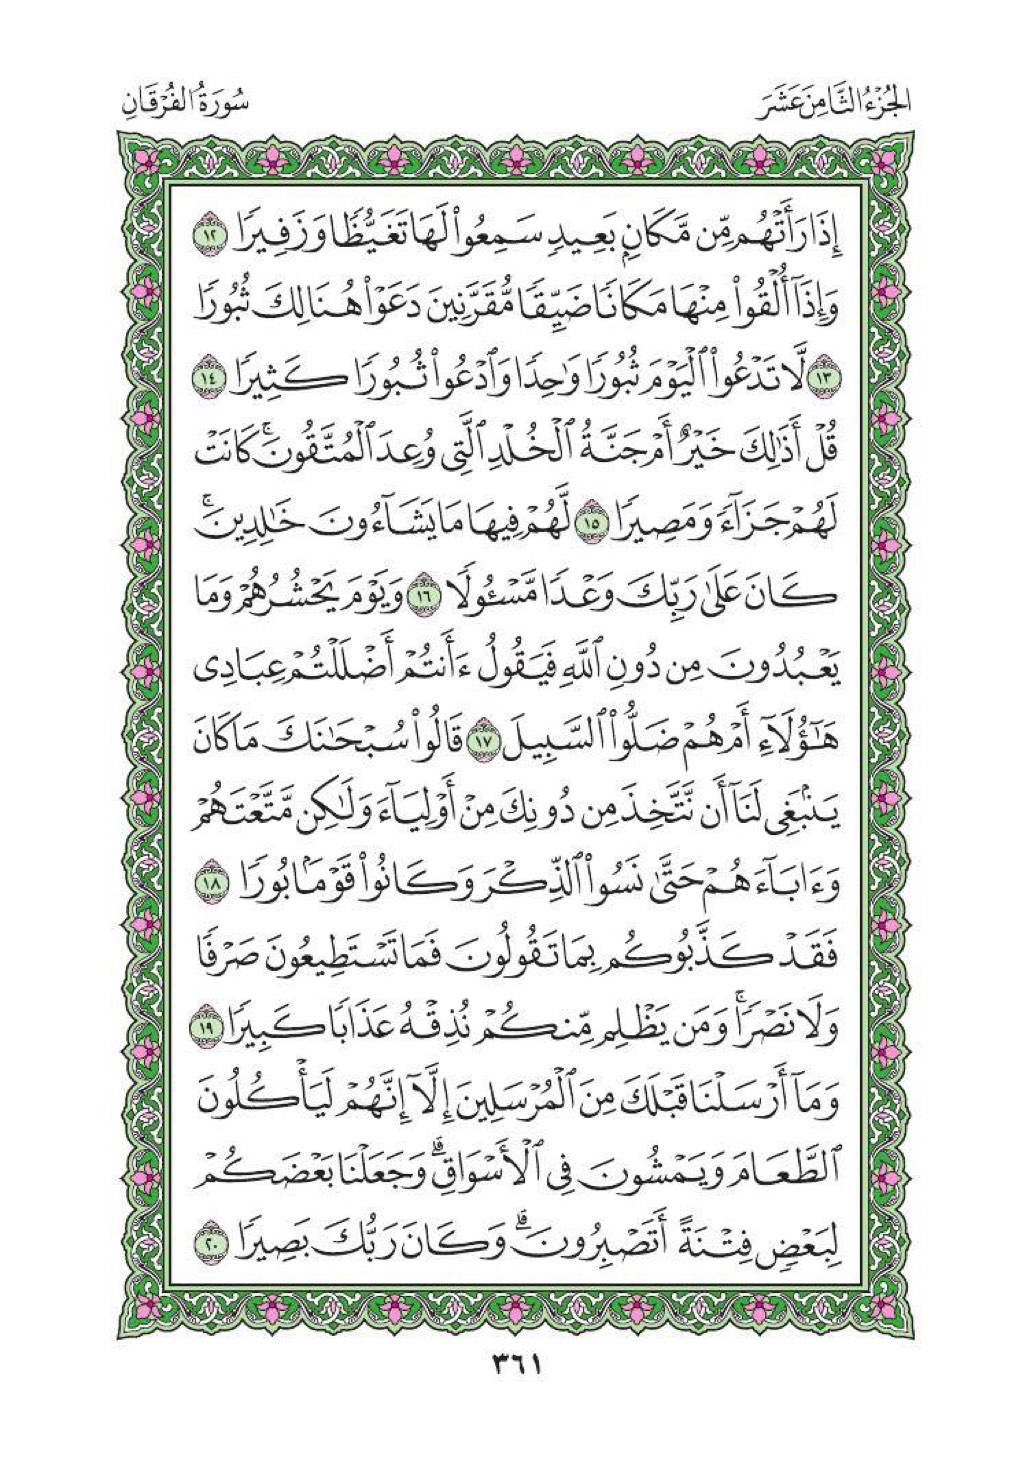 الجُزْءُ الثَّامِنَ عَشَرَ
سُورَةُ الفُرْقَانِ
إِذَا رَأَتْهُم مِّن مَّكَانِۭ بَعِيدٖ سَمِعُواْ لَهَا تَغَيُّظٗا وَزَفِيرٗا ١٢
وَإِذَآ أُلْقُواْ مِنْهَا مَكَانٗا ضَيِّقٗا مُّقَرَّنِينَ دَعَوْاْ هُنَالِكَ ثُبُورٗا
١٣ لَّا تَدْعُواْ ٱلْيَوْمَ ثُبُورٗا وَٰحِدٗا وَٱدْعُواْ ثُبُورٗا كَثِيرٗا ١٤
قُلْ أَذَٰلِكَ خَيْرٌ أَمْ جَنَّةُ ٱلْخُلْدِ ٱلَّتِي وُعِدَ ٱلْمُتَّقُونَۚ كَانَتْ
لَهُمْ جَزَآءٗ وَمَصِيرٗا ١٥ لَّهُمْ فِيهَا مَا يَشَآءُونَ خَٰلِدِينَۚ
كَانَ عَلَىٰ رَبِّكَ وَعْدٗا مَّسْـُٔولٗا ١٦ وَيَوْمَ يَحْشُرُهُمْ وَمَا
يَعْبُدُونَ مِن دُونِ ٱللَّهِ فَيَقُولُ ءَأَنتُمْ أَضْلَلْتُمْ عِبَادِي
هَٰٓؤُلَآءِ أَمْ هُمْ ضَلُّواْ ٱلسَّبِيلَ ١٧ قَالُواْ سُبْحَٰنَكَ مَا كَانَ
يَنۢبَغِي لَنَآ أَن نَّتَّخِذَ مِن دُونِكَ مِنْ أَوْلِيَآءَ وَلَٰكِن مَّتَّعْتَهُمْ
وَءَابَآءَهُمْ حَتَّىٰ نَسُواْ ٱلذِّكْرَ وَكَانُواْ قَوْمَۢا بُورٗا ١٨
فَقَدْ كَذَّبُوكُم بِمَا تَقُولُونَ فَمَا تَسْتَطِيعُونَ صَرْفٗا
وَلَا نَصْرٗاۚ وَمَن يَظْلِم مِّنكُمْ نُذِقْهُ عَذَابٗا كَبِيرٗا ١٩
وَمَآ أَرْسَلْنَا قَبْلَكَ مِنَ ٱلْمُرْسَلِينَ إِلَّآ إِنَّهُمْ لَيَأْكُلُونَ
ٱلطَّعَامَ وَيَمْشُونَ فِي ٱلْأَسْوَاقِۗ وَجَعَلْنَا بَعْضَكُمْ
لِبَعْضٖ فِتْنَةً أَتَصْبِرُونَۗ وَكَانَ رَبُّكَ بَصِيرٗا ٢٠
٣٦١